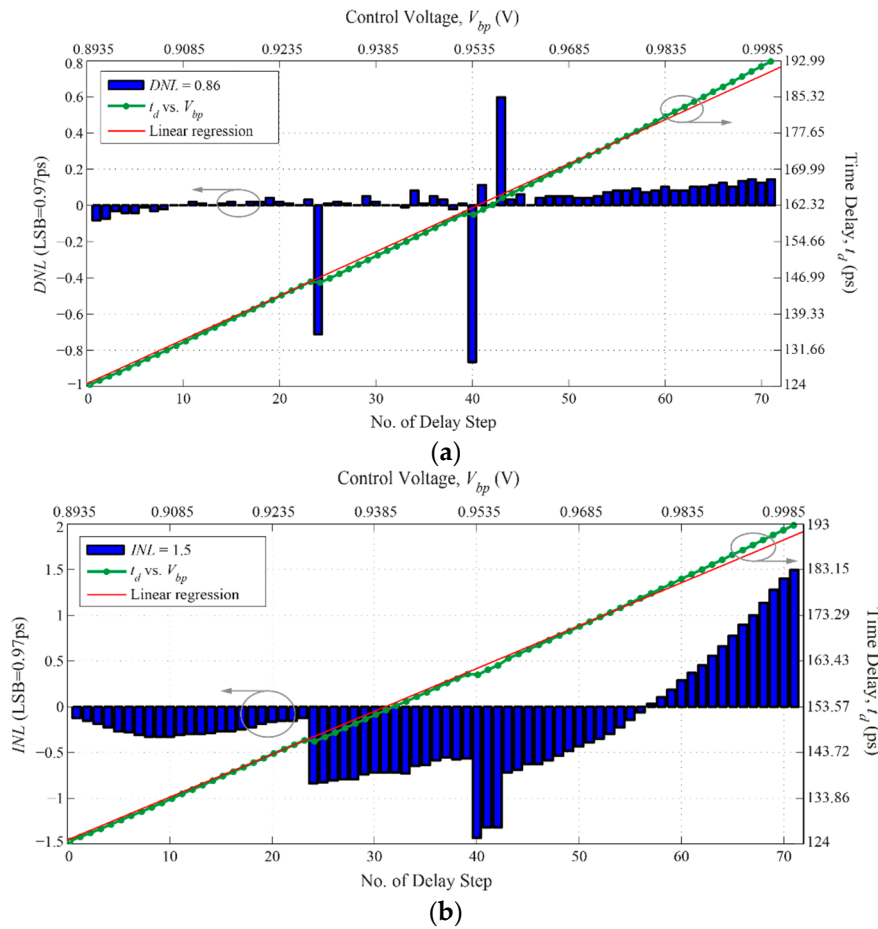 Control Voltage, Vbp (V)
0.8935 0.9085 0.9235 0.9385 0.9535 0.9685 0.9835 0.9985
DNL = 0.86
td vs. Vbp
Linear regression
0.8
0.6
0.4
0.2
0
−0.2
−0.4
−0.6
−0.8
−1
DNL (LSB=0.97ps)
192.99
185.32
177.65
169.99
162.32
154.66
146.99
139.33
131.66
124
Time Delay, td (ps)
0 10 20 30 40 50 60 70
No. of Delay Step
(a)
Control Voltage, Vbp (V)
0.8935 0.9085 0.9235 0.9385 0.9535 0.9685 0.9835 0.9985
INL = 1.5
td vs. Vbp
Linear regression
2
1.5
1
0.5
0
−0.5
−1
−1.5
INL (LSB=0.97ps)
193
183.15
173.29
163.43
153.57
143.72
133.86
124
Time Delay, td (ps)
0 10 20 30 40 50 60 70
No. of Delay Step
(b)